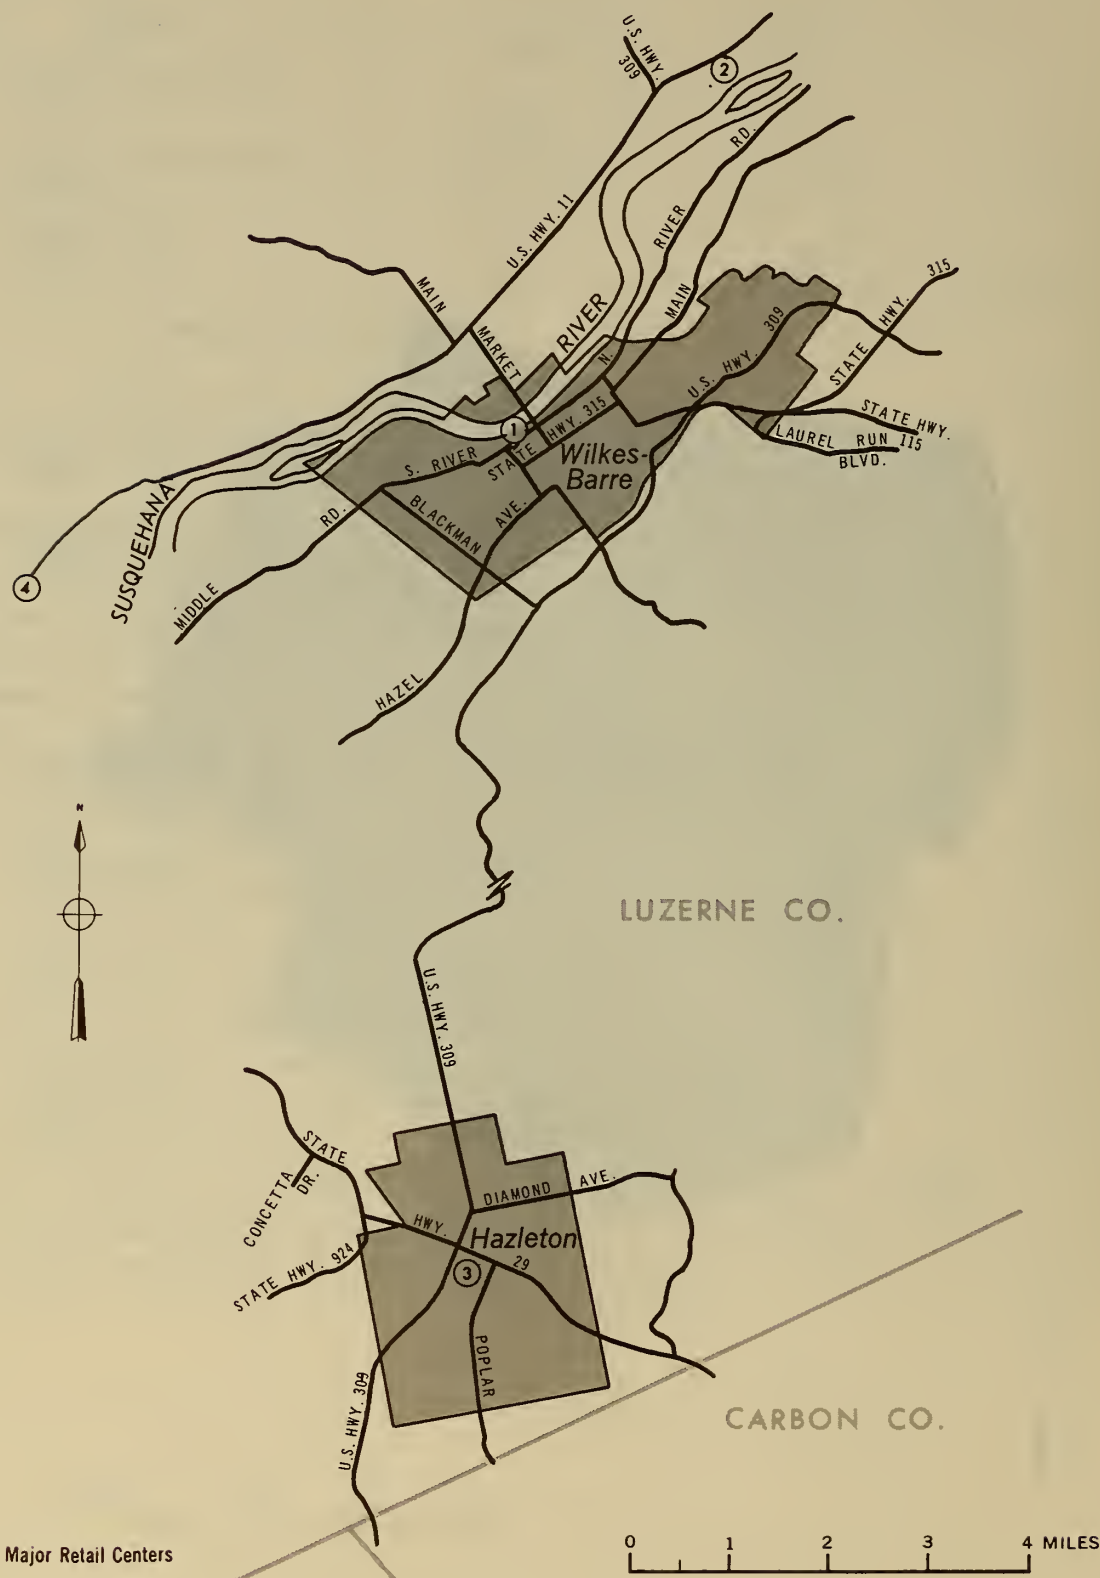 U.S. HWY.
309
2
RD.
U.S. HWY. 11
RIVER
MAIN
MAIN
315
STATE HWY.
309
U.S. HWY.
RIVER
MARKET
N.
STATE HWY. 315
1
STATE HWY.
115
LAUREL RUN
BLVD.
Wilkes-
Barre
S. RIVER
RD.
BLACKMAN
AVE.
SUSQUEHANA
4
MIDDLE
HAZEL
N
LUZERNE CO.
U.S. HWY. 309
STATE
CONCETTA
DR.
DIAMOND AVE.
HWY.
Hazleton
29
STATE HWY. 924
3
POPLAR
U.S. HWY. 309
CARBON CO.
Major Retail Centers
0 1 2 3 4 MILES